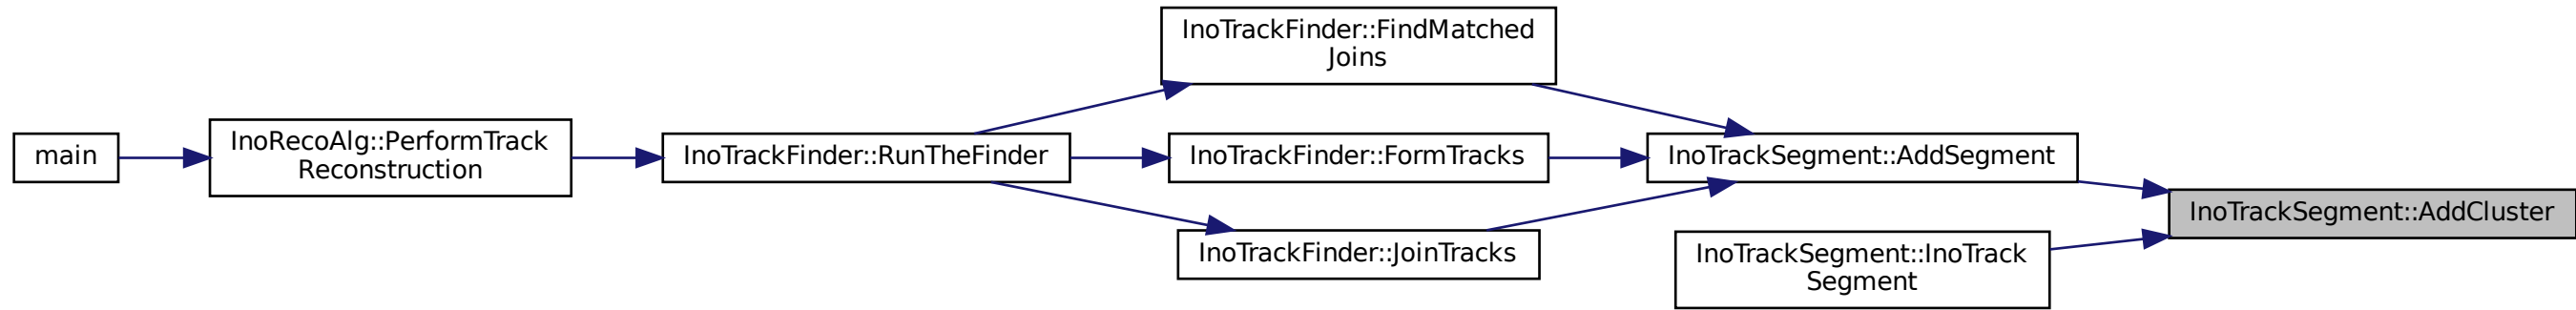 main
InoRecoAlg::PerformTrack
Reconstruction
InoTrackFinder::RunTheFinder
InoTrackFinder::FindMatched
Joins
InoTrackFinder::FormTracks
InoTrackFinder::JoinTracks
InoTrackSegment::AddSegment
InoTrackSegment::InoTrack
Segment
InoTrackSegment::AddCluster